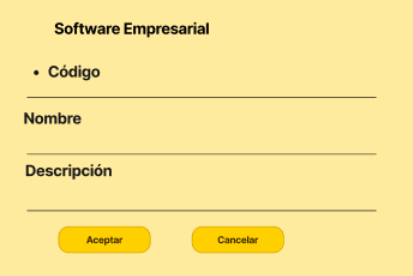 Software Empresarial
• Código
Nombre
Descripción
Aceptar Cancelar